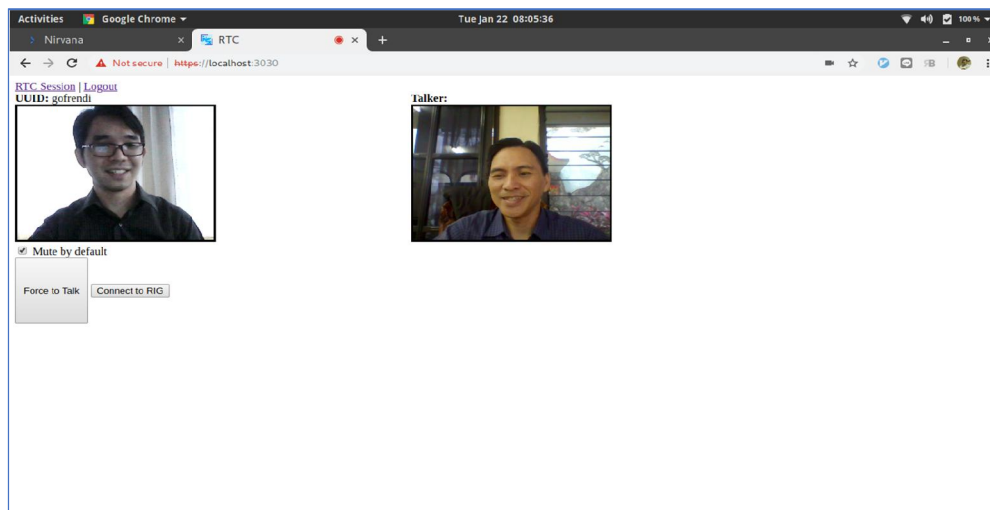 Activities Google Chrome Tue Jan 22 08:05:36 100 %
Nirvana RTC
Not secure https://localhost:3030
RTC Session | Logout
UUID: gofrendi Talker:
Mute by default
Force to Talk Connect to RIG